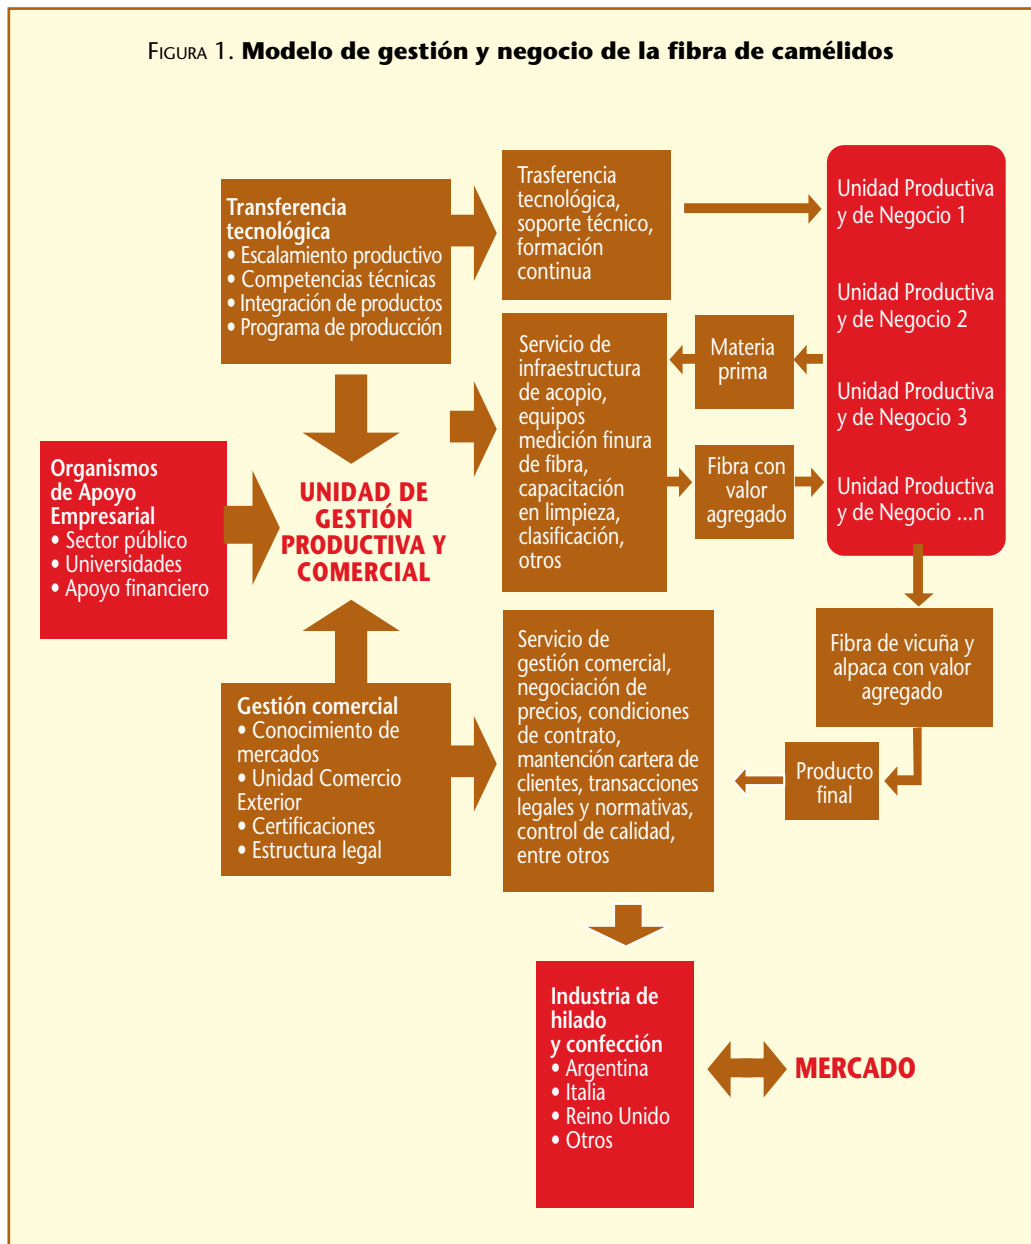 FIGURA 1. Modelo de gestión y negocio de la fibra de camélidos
Transferencia
tecnológica
• Escalamiento productivo
• Competencias técnicas
• Integración de productos
• Programa de producción
Trasferencia
tecnológica,
soporte técnico,
formación
continua
Unidad Productiva
y de Negocio 1
Unidad Productiva
y de Negocio 2
Unidad Productiva
y de Negocio 3
Unidad Productiva
y de Negocio ...n
Servicio de
infraestructura
de acopio,
equipos
medición finura
de fibra,
capacitación
en limpieza,
clasificación,
otros
Materia
prima
Fibra con
valor
agregado
Organismos
de Apoyo
Empresarial
• Sector público
• Universidades
• Apoyo financiero
UNIDAD DE
GESTIÓN
PRODUCTIVA Y
COMERCIAL
Gestión comercial
• Conocimiento de
mercados
• Unidad Comercio
Exterior
• Certificaciones
• Estructura legal
Servicio de
gestión comercial,
negociación de
precios, condiciones
de contrato,
mantención cartera de
clientes, transacciones
legales y normativas,
control de calidad,
entre otros
Fibra de vicuña y
alpaca con valor
agregado
Producto
final
Industria de
hilado
y confección
• Argentina
• Italia
• Reino Unido
• Otros
MERCADO